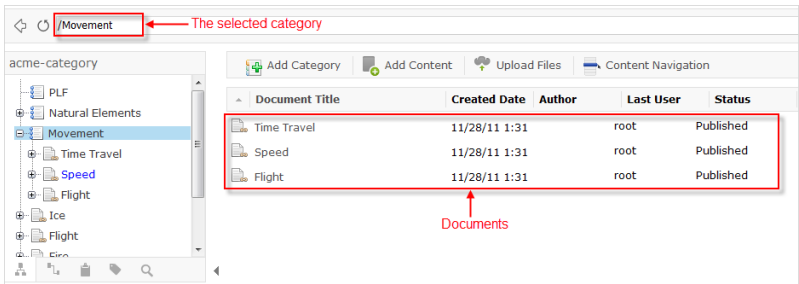 /Movement
The selected category
acme-category
Add Category
Add Content
Upload Files
Content Navigation
PLF
Natural Elements
Movement
Time Travel
Speed
Flight
Ice
Flight
Fire
Document Title Created Date Author Last User Status
Time Travel 11/28/11 1:31 root Published
Speed 11/28/11 1:31 root Published
Flight 11/28/11 1:31 root Published
Documents